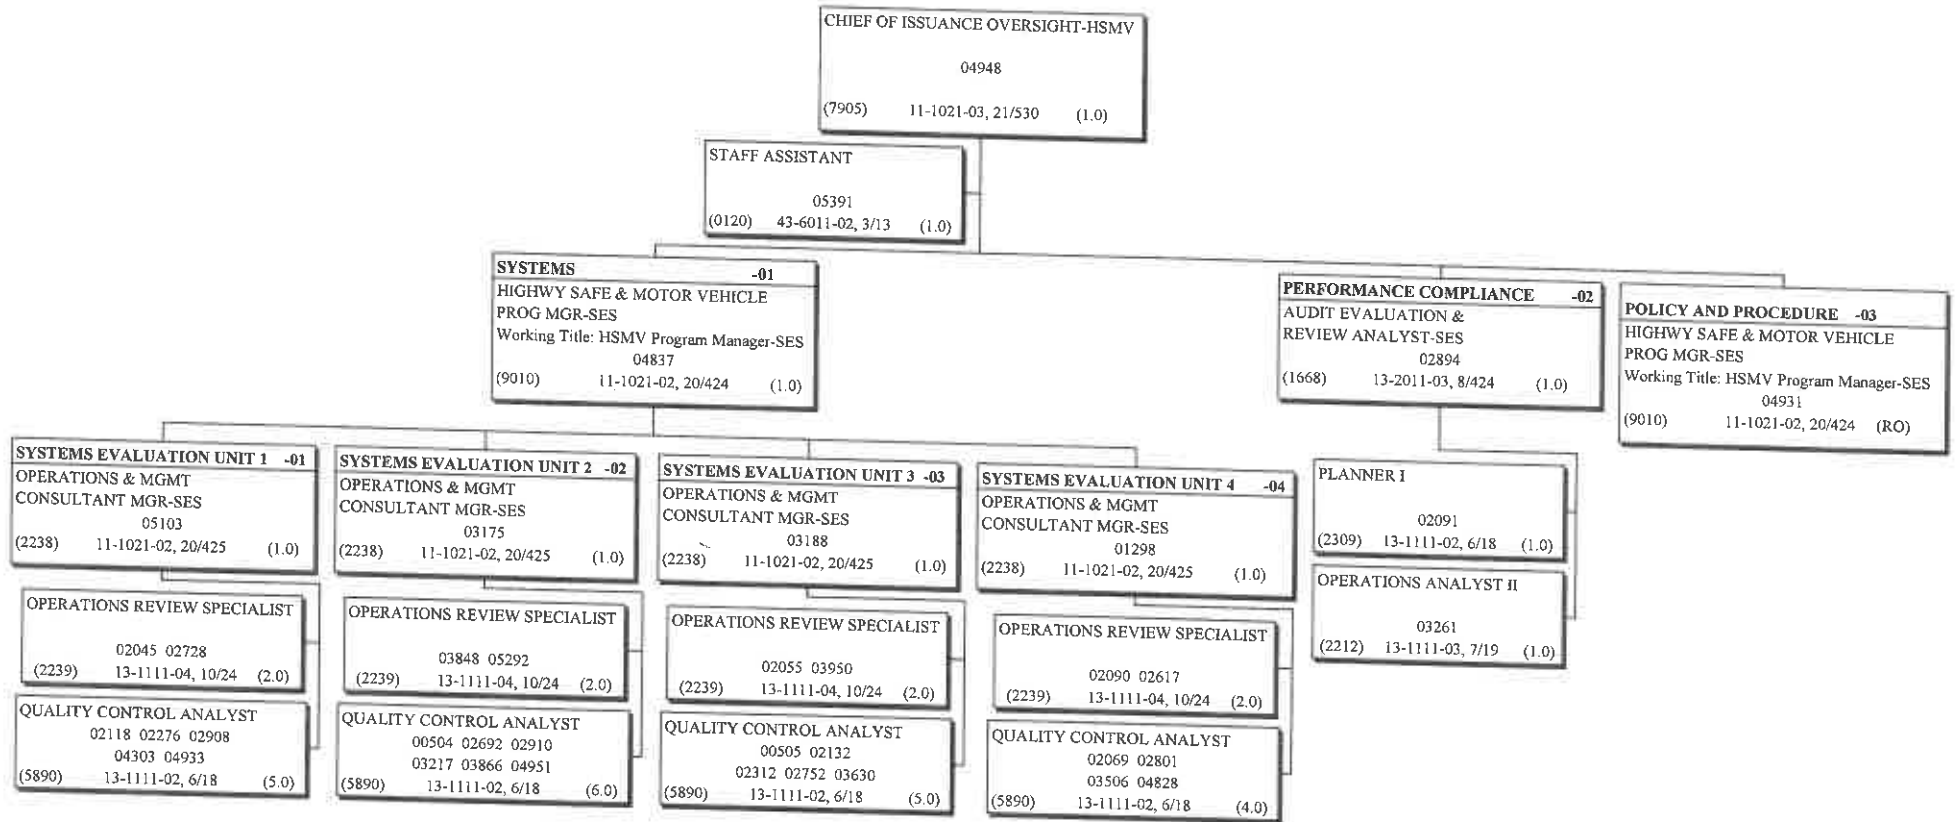 CHIEF OF ISSUANCE OVERSIGHT-HSMV
04948
(7905) 11-1021-03, 21/530 (1.0)
STAFF ASSISTANT
05391
(0120) 43-6011-02, 3/13 (1.0)
SYSTEMS -01
HIGHWY SAFE & MOTOR VEHICLE
PROG MGR-SES
Working Title: HSMV Program Manager-SES
04837
(9010) 11-1021-02, 20/424 (1.0)
PERFORMANCE COMPLIANCE -02
AUDIT EVALUATION &
REVIEW ANALYST-SES
02894
(1668) 13-2011-03, 8/424 (1.0)
POLICY AND PROCEDURE -03
HIGHWY SAFE & MOTOR VEHICLE
PROG MGR-SES
Working Title: HSMV Program Manager-SES
04931
(9010) 11-1021-02, 20/424 (RO)
SYSTEMS EVALUATION UNIT 1 -01
OPERATIONS & MGMT
CONSULTANT MGR-SES
05103
(2238) 11-1021-02, 20/425 (1.0)
OPERATIONS REVIEW SPECIALIST
02045 02728
(2239) 13-1111-04, 10/24 (2.0)
QUALITY CONTROL ANALYST
02118 02276 02908
04303 04933
(5890) 13-1111-02, 6/18 (5.0)
SYSTEMS EVALUATION UNIT 2 -02
OPERATIONS & MGMT
CONSULTANT MGR-SES
03175
(2238) 11-1021-02, 20/425 (1.0)
OPERATIONS REVIEW SPECIALIST
03848 05292
(2239) 13-1111-04, 10/24 (2.0)
QUALITY CONTROL ANALYST
00504 02692 02910
03217 03866 04951
(5890) 13-1111-02, 6/18 (6.0)
SYSTEMS EVALUATION UNIT 3 -03
OPERATIONS & MGMT
CONSULTANT MGR-SES
03188
(2238) 11-1021-02, 20/425 (1.0)
OPERATIONS REVIEW SPECIALIST
02055 03950
(2239) 13-1111-04, 10/24 (2.0)
QUALITY CONTROL ANALYST
00505 02132
02312 02752 03630
(5890) 13-1111-02, 6/18 (5.0)
SYSTEMS EVALUATION UNIT 4 -04
OPERATIONS & MGMT
CONSULTANT MGR-SES
01298
(2238) 11-1021-02, 20/425 (1.0)
OPERATIONS REVIEW SPECIALIST
02090 02617
(2239) 13-1111-04, 10/24 (2.0)
QUALITY CONTROL ANALYST
02069 02801
03506 04828
(5890) 13-1111-02, 6/18 (4.0)
PLANNER I
02091
(2309) 13-1111-02, 6/18 (1.0)
OPERATIONS ANALYST II
03261
(2212) 13-1111-03, 7/19 (1.0)